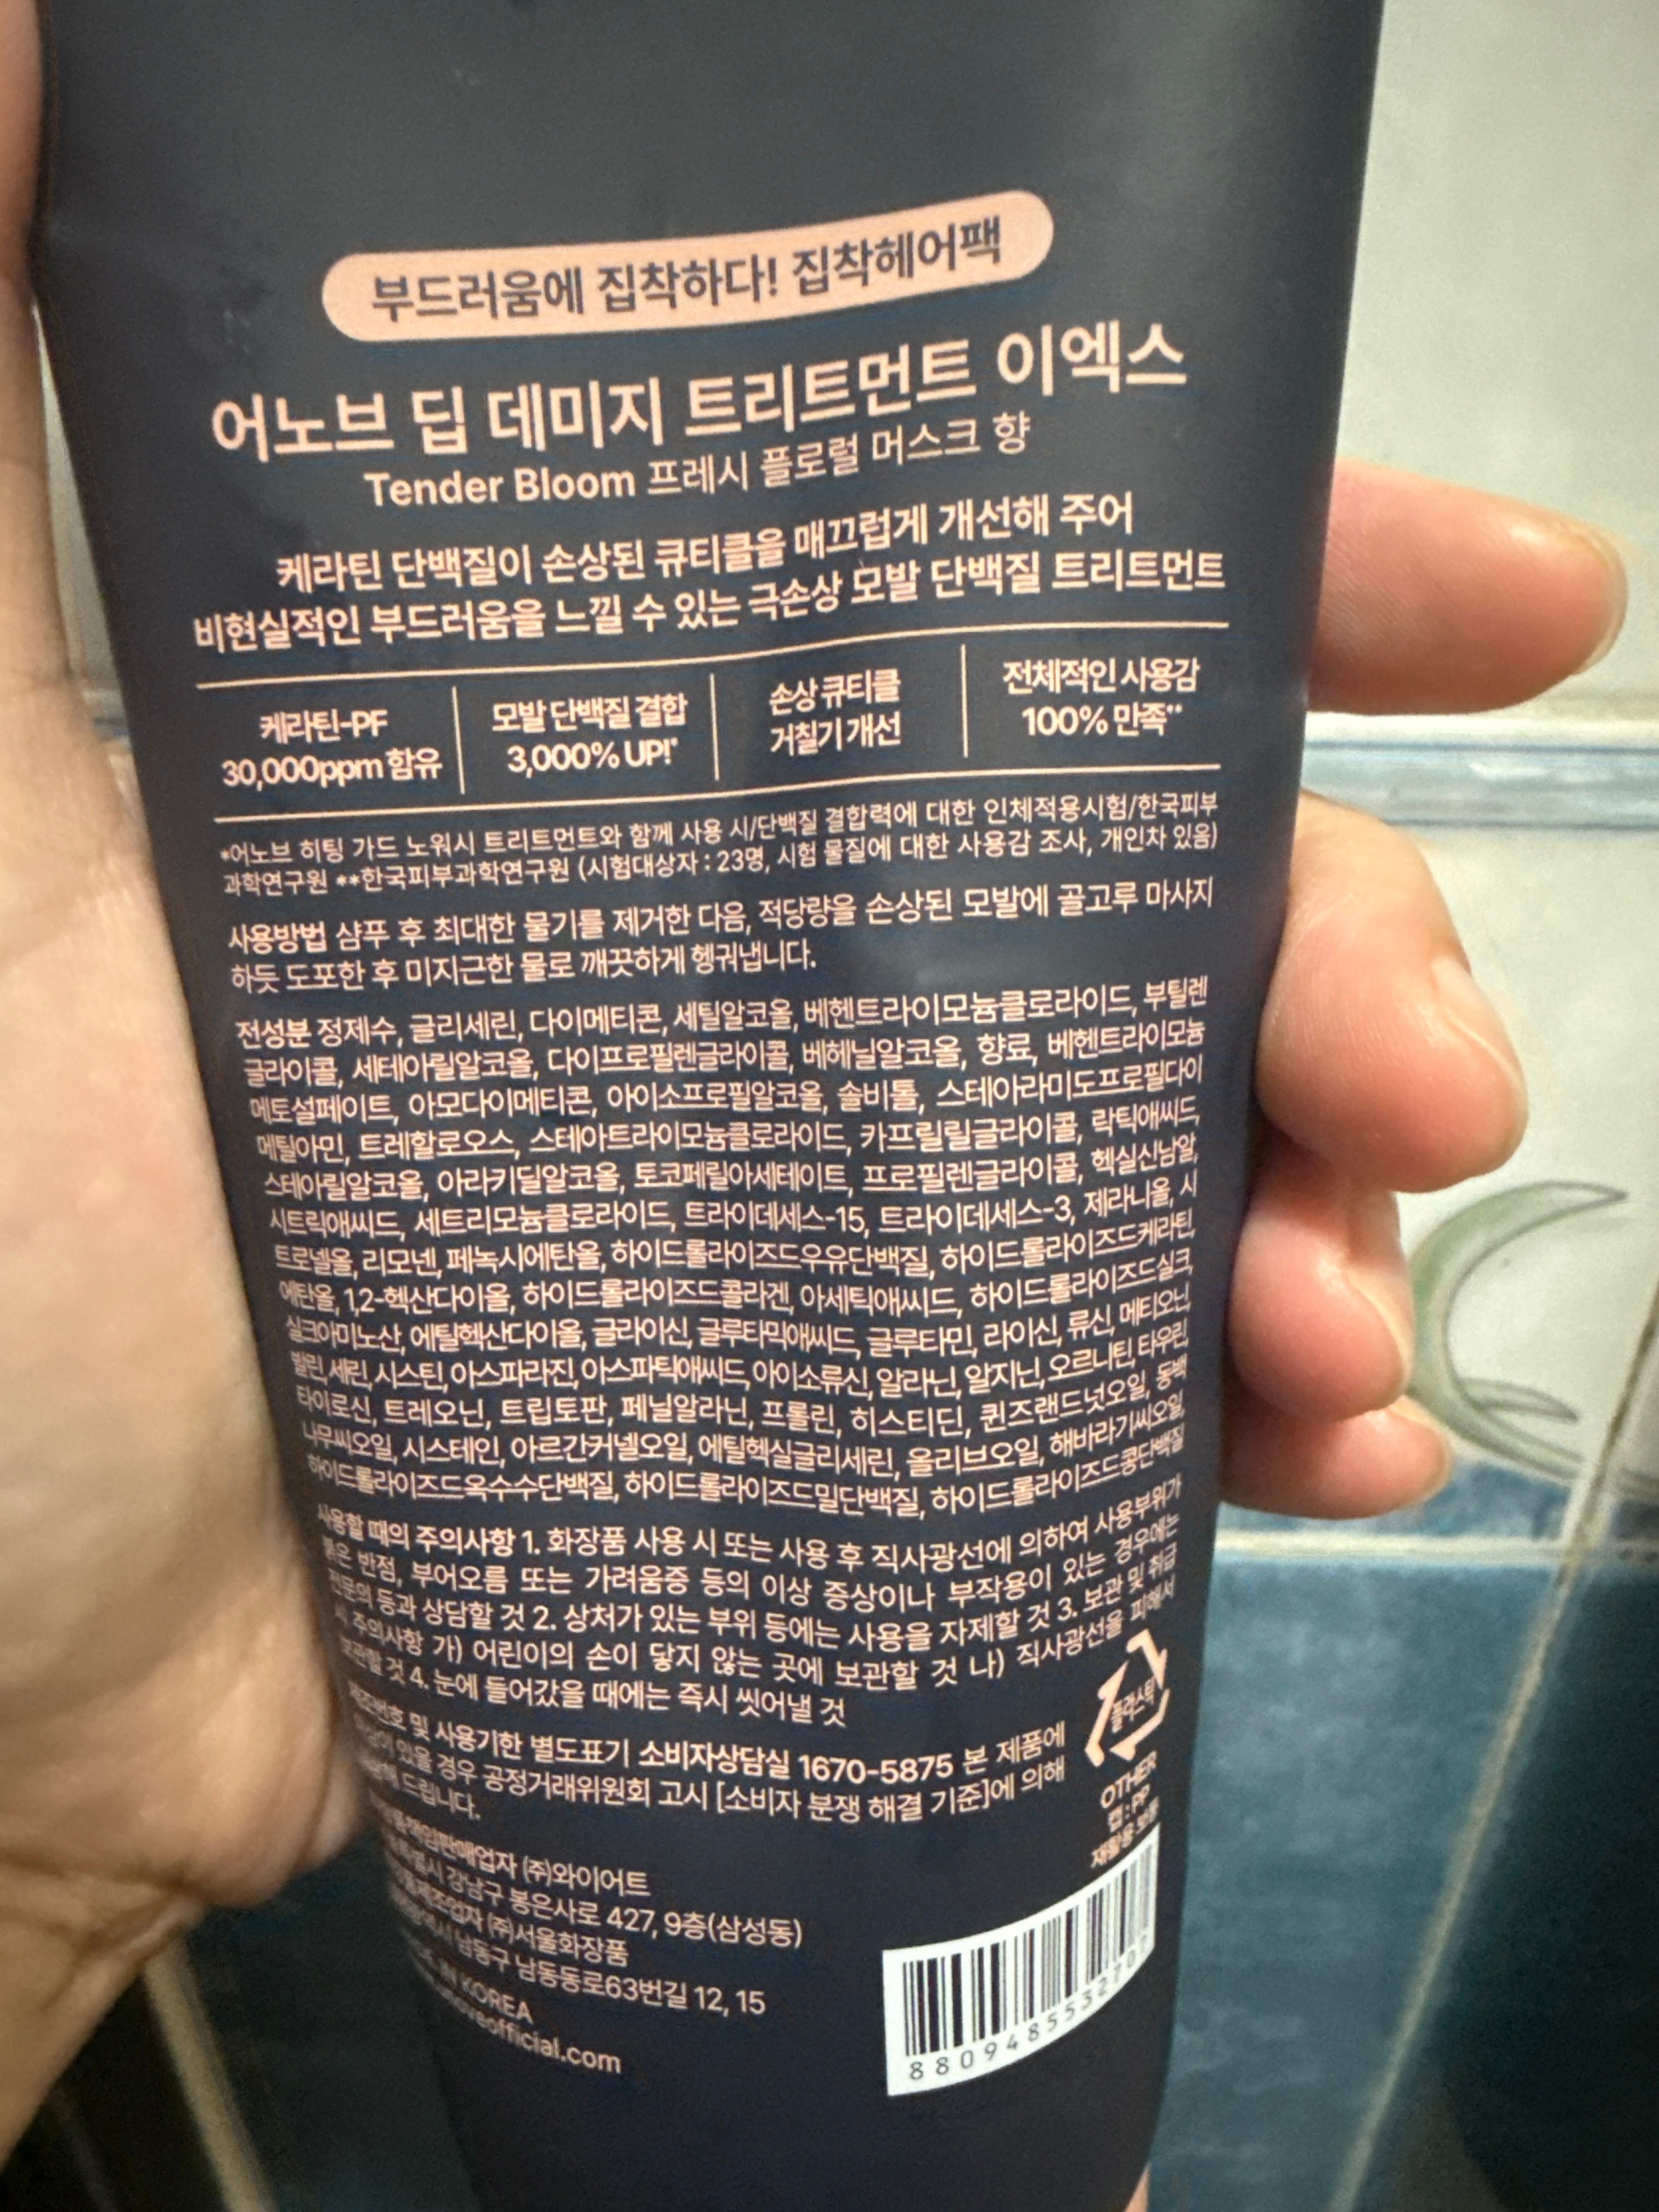 부드러움에 집착하다! 집착헤어팩
어노브 딥 데미지 트리트먼트 이엑스
Tender Bloom 프레시 플로럴 머스크 향
케라틴 단백질이 손상된 큐티클을 매끄럽게 개선해 주어
비현실적인 부드러움을 느낄 수 있는 극손상 모발 단백질 트리트먼트
케라틴-PF
30,000ppm 함유
모발 단백질 결합
3,000% UP!*
손상 큐티클
거칠기 개선
전체적인 사용감
100% 만족**
*어노브 히팅 가드 노워시 트리트먼트와 함께 사용 시/단백질 결합력에 대한 인체적용시험/한국피부
과학연구원 **한국피부과학연구원 (시험대상자 : 23명, 시험 물질에 대한 사용감 조사, 개인차 있음)
사용방법 샴푸 후 최대한 물기를 제거한 다음, 적당량을 손상된 모발에 골고루 마사지
하듯 도포한 후 미지근한 물로 깨끗하게 헹궈냅니다.
전성분 정제수, 글리세린, 다이메티콘, 세틸알코올, 베헨트라이모늄클로라이드, 부틸렌
글라이콜, 세테아릴알코올, 다이프로필렌글라이콜, 베헤닐알코올, 향료, 베헨트라이모늄
메토설페이트, 아모다이메티콘, 아이소프로필알코올, 솔비톨, 스테아라미도프로필다이
메틸아민, 트레할로오스, 스테아트라이모늄클로라이드, 카프릴릴글라이콜, 락틱애씨드,
스테아릴알코올, 아라키딜알코올, 토코페릴아세테이트, 프로필렌글라이콜, 헥실신남알,
시트릭애씨드, 세트리모늄클로라이드, 트라이데세스-15, 트라이데세스-3, 제라니올, 시
트로넬올, 리모넨, 페녹시에탄올, 하이드롤라이즈드우유단백질, 하이드롤라이즈드케라틴,
에탄올, 1,2-헥산다이올, 하이드롤라이즈드콜라겐, 아세틱애씨드, 하이드롤라이즈드실크,
실크아미노산, 에틸헥산다이올, 글라이신, 글루타믹애씨드, 글루타민, 라이신, 류신, 메티오닌,
발린, 세린, 시스틴, 아스파라진, 아스파틱애씨드, 아이소류신, 알라닌, 알지닌, 오르니틴, 타우린,
타이로신, 트레오닌, 트립토판, 페닐알라닌, 프롤린, 히스티딘, 퀸즈랜드넛오일, 동백
나무씨오일, 시스테인, 아르간커넬오일, 에틸헥실글리세린, 올리브오일, 해바라기씨오일,
하이드롤라이즈드옥수수단백질, 하이드롤라이즈드밀단백질, 하이드롤라이즈드콩단백질
사용할 때의 주의사항 1. 화장품 사용 시 또는 사용 후 직사광선에 의하여 사용부위가
붉은 반점, 부어오름 또는 가려움증 등의 이상 증상이나 부작용이 있는 경우에는
전문의 등과 상담할 것 2. 상처가 있는 부위 등에는 사용을 자제할 것 3. 보관 및 취급
시 주의사항 가) 어린이의 손이 닿지 않는 곳에 보관할 것 나) 직사광선을 피해서
보관할 것 4. 눈에 들어갔을 때에는 즉시 씻어낼 것
제조번호 및 사용기한 별도표기 소비자상담실 1670-5875 본 제품에
있을 경우 공정거래위원회 고시 [소비자 분쟁 해결 기준]에 의해
드립니다.
(주)와이어트
강남구 봉은사로 427, 9층(삼성동)
(주)서울화장품
남동구 남동동로63번길 12, 15
IN KOREA
플라스틱
OTHER
캡 : PP